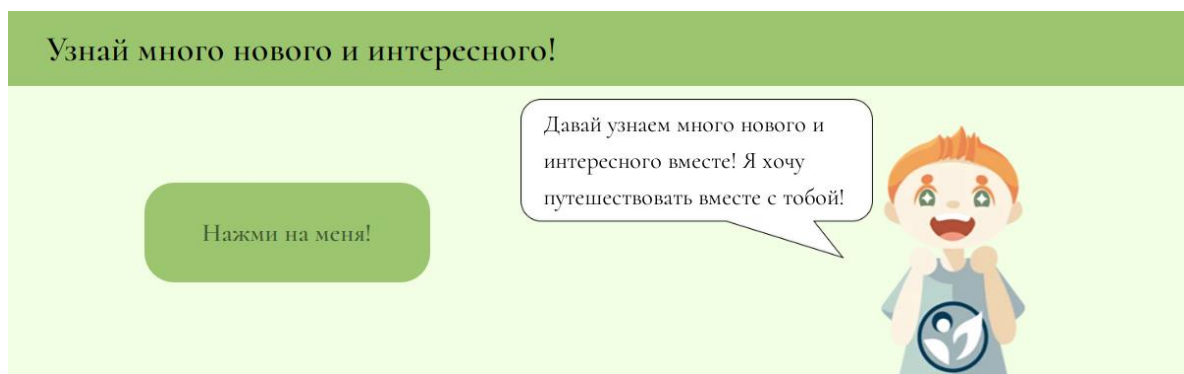 Узнай много нового и интересного!
Давай узнаем много нового и
интересного вместе! Я хочу
путешествовать вместе с тобой!
Нажми на меня!